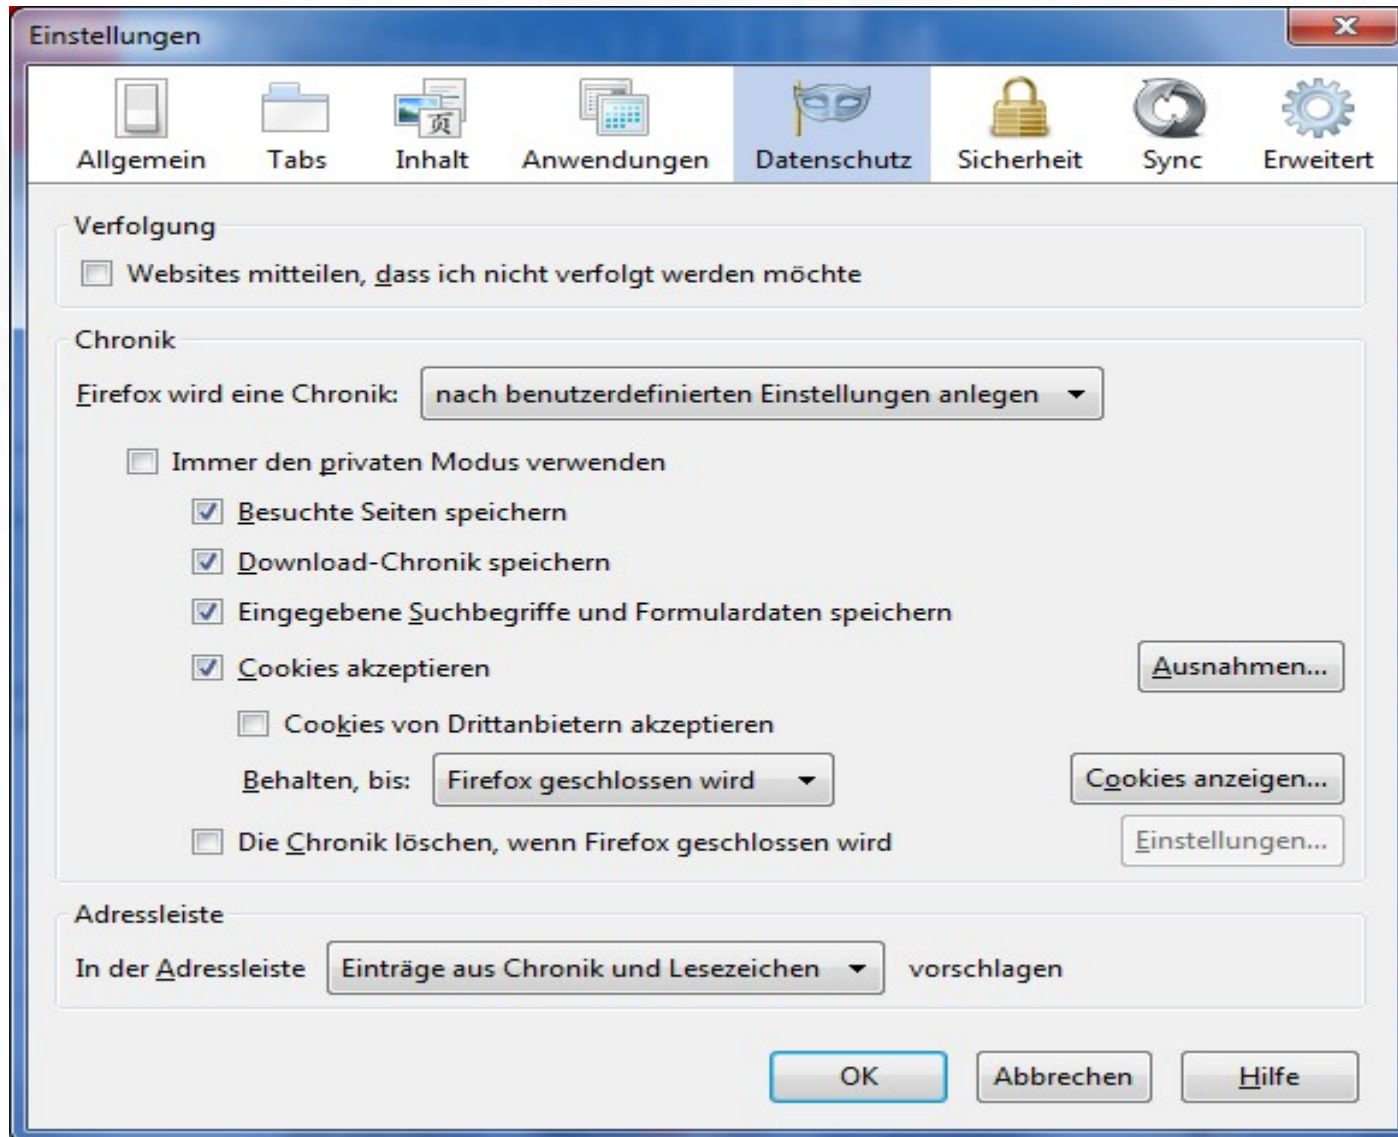 Einstellungen
页
Allgemein Tabs Inhalt Anwendungen Datenschutz Sicherheit Sync Erweitert
Verfolgung
Websites mitteilen, dass ich nicht verfolgt werden möchte
Chronik
Firefox wird eine Chronik: nach benutzerdefinierten Einstellungen anlegen
Immer den privaten Modus verwenden
Besuchte Seiten speichern
Download-Chronik speichern
Eingegebene Suchbegriffe und Formulardaten speichern
Cookies akzeptieren Ausnahmen...
Cookies von Drittanbietern akzeptieren
Behalten, bis: Firefox geschlossen wird Cookies anzeigen...
Die Chronik löschen, wenn Firefox geschlossen wird Einstellungen...
Adressleiste
In der Adressleiste Einträge aus Chronik und Lesezeichen vorschlagen
OK Abbrechen Hilfe